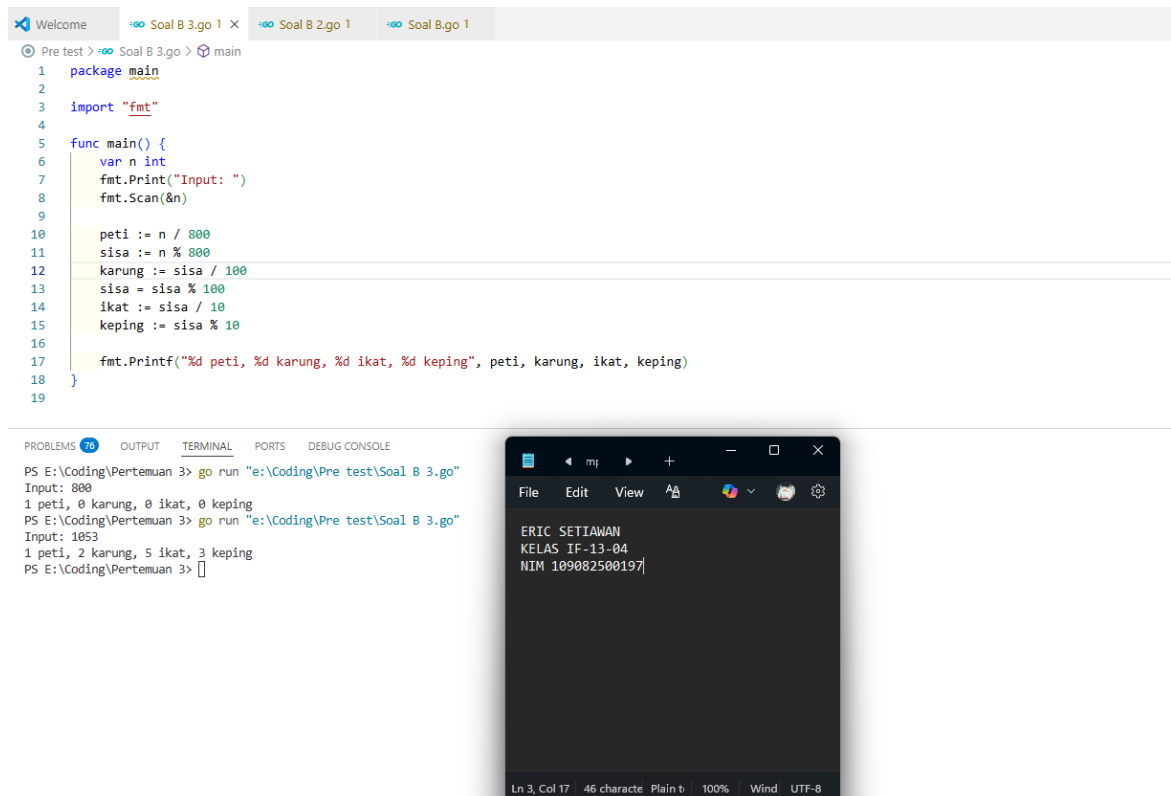 Welcome
Soal B 3.go 1
Soal B 2.go 1
Soal B.go 1
Pre test > Soal B 3.go > main
1 package main
2
3 import "fmt"
4
5 func main() {
6 var n int
7 fmt.Print("Input: ")
8 fmt.Scan(&n)
9
10 peti := n / 800
11 sisa := n % 800
12 karung := sisa / 100
13 sisa = sisa % 100
14 ikat := sisa / 10
15 keping := sisa % 10
16
17 fmt.Printf("%d peti, %d karung, %d ikat, %d keping", peti, karung, ikat, keping)
18 }
19
PROBLEMS 76 OUTPUT TERMINAL PORTS DEBUG CONSOLE
PS E:\Coding\Pertemuan 3> go run "e:\Coding\Pre test\Soal B 3.go"
Input: 800
1 peti, 0 karung, 0 ikat, 0 keping
PS E:\Coding\Pertemuan 3> go run "e:\Coding\Pre test\Soal B 3.go"
Input: 1053
1 peti, 2 karung, 5 ikat, 3 keping
PS E:\Coding\Pertemuan 3>
File Edit View
ERIC SETIAWAN
KELAS IF-13-04
NIM 109082500197
Ln 3, Col 17 46 characte Plain t 100% Wind UTF-8